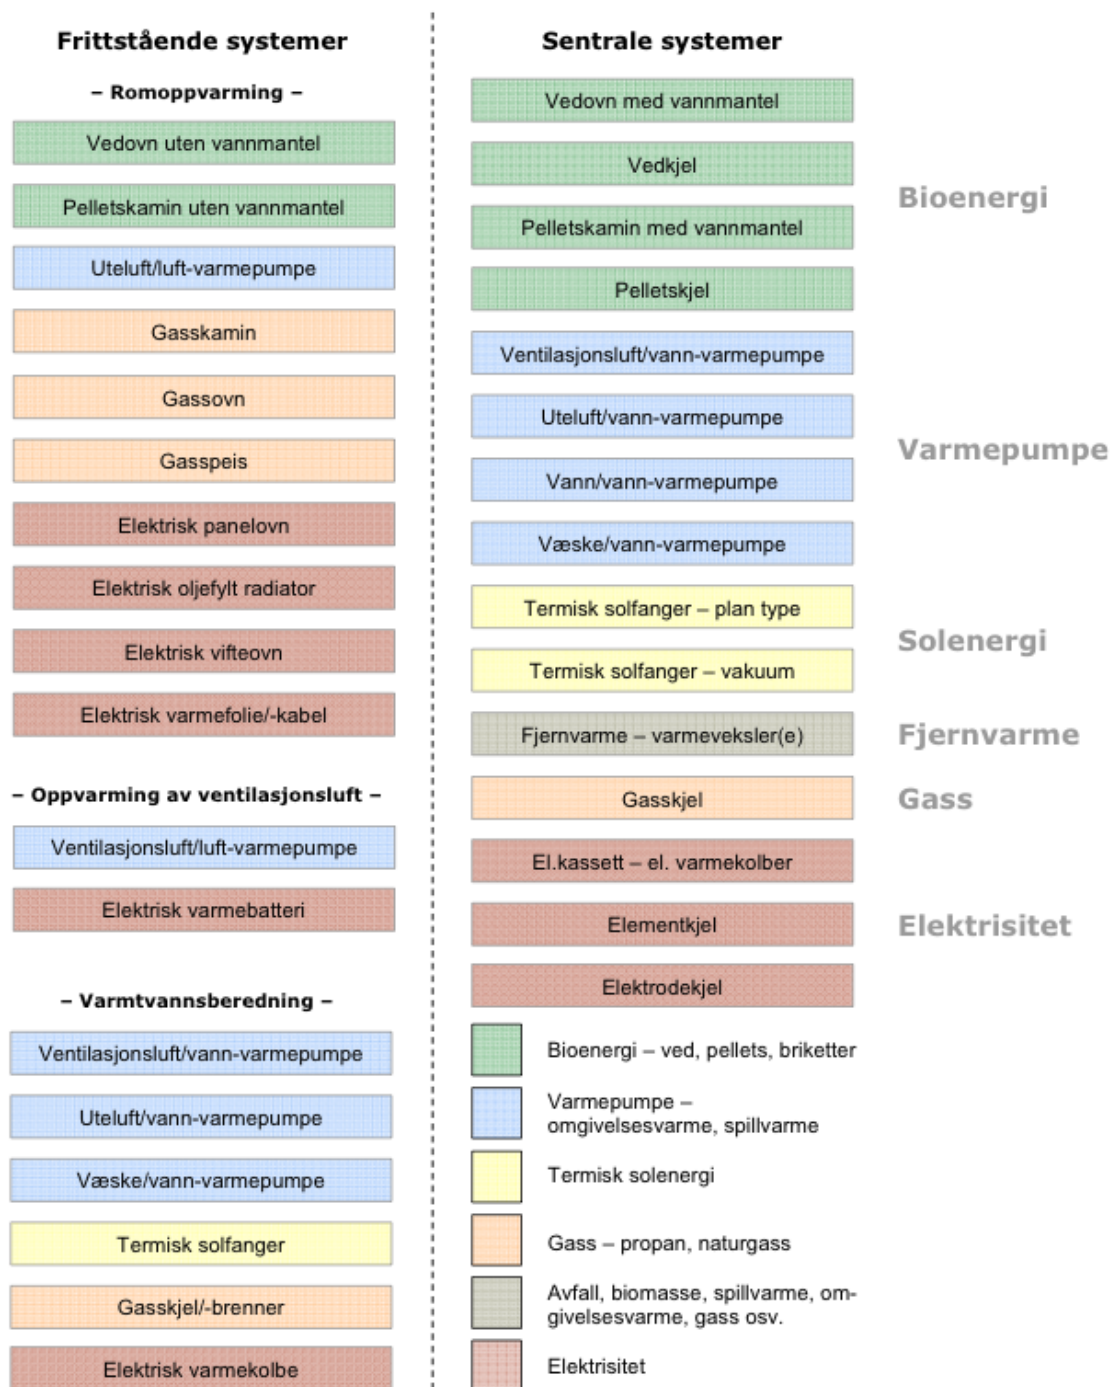 Frittstående systemer
– Romoppvarming –
Vedovn uten vannmantel
Pelletskamin uten vannmantel
Uteluft/luft-varmepumpe
Gasskamin
Gassovn
Gasspeis
Elektrisk panelovn
Elektrisk oljefylt radiator
Elektrisk vifteovn
Elektrisk varmefolie/-kabel
– Oppvarming av ventilasjonsluft –
Ventilasjonsluft/luft-varmepumpe
Elektrisk varmebatteri
– Varmtvannsberedning –
Ventilasjonsluft/vann-varmepumpe
Uteluft/vann-varmepumpe
Væske/vann-varmepumpe
Termisk solfanger
Gasskjel/-brenner
Elektrisk varmekolbe
Sentrale systemer
Vedovn med vannmantel
Vedkjel
Pelletskamin med vannmantel
Pelletskjel
Ventilasjonsluft/vann-varmepumpe
Uteluft/vann-varmepumpe
Vann/vann-varmepumpe
Væske/vann-varmepumpe
Termisk solfanger – plan type
Termisk solfanger – vakuum
Fjernvarme – varmeveksler(e)
Gasskjel
El.kassett – el. varmekolber
Elementkjel
Elektrodekjel
Bioenergi
Varmepumpe
Solenergi
Fjernvarme
Gass
Elektrisitet
Bioenergi – ved, pellets, briketter
Varmepumpe –
omgivelsesvarme, spillvarme
Termisk solenergi
Gass – propan, naturgass
Avfall, biomasse, spillvarme, om-
givelsesvarme, gass osv.
Elektrisitet